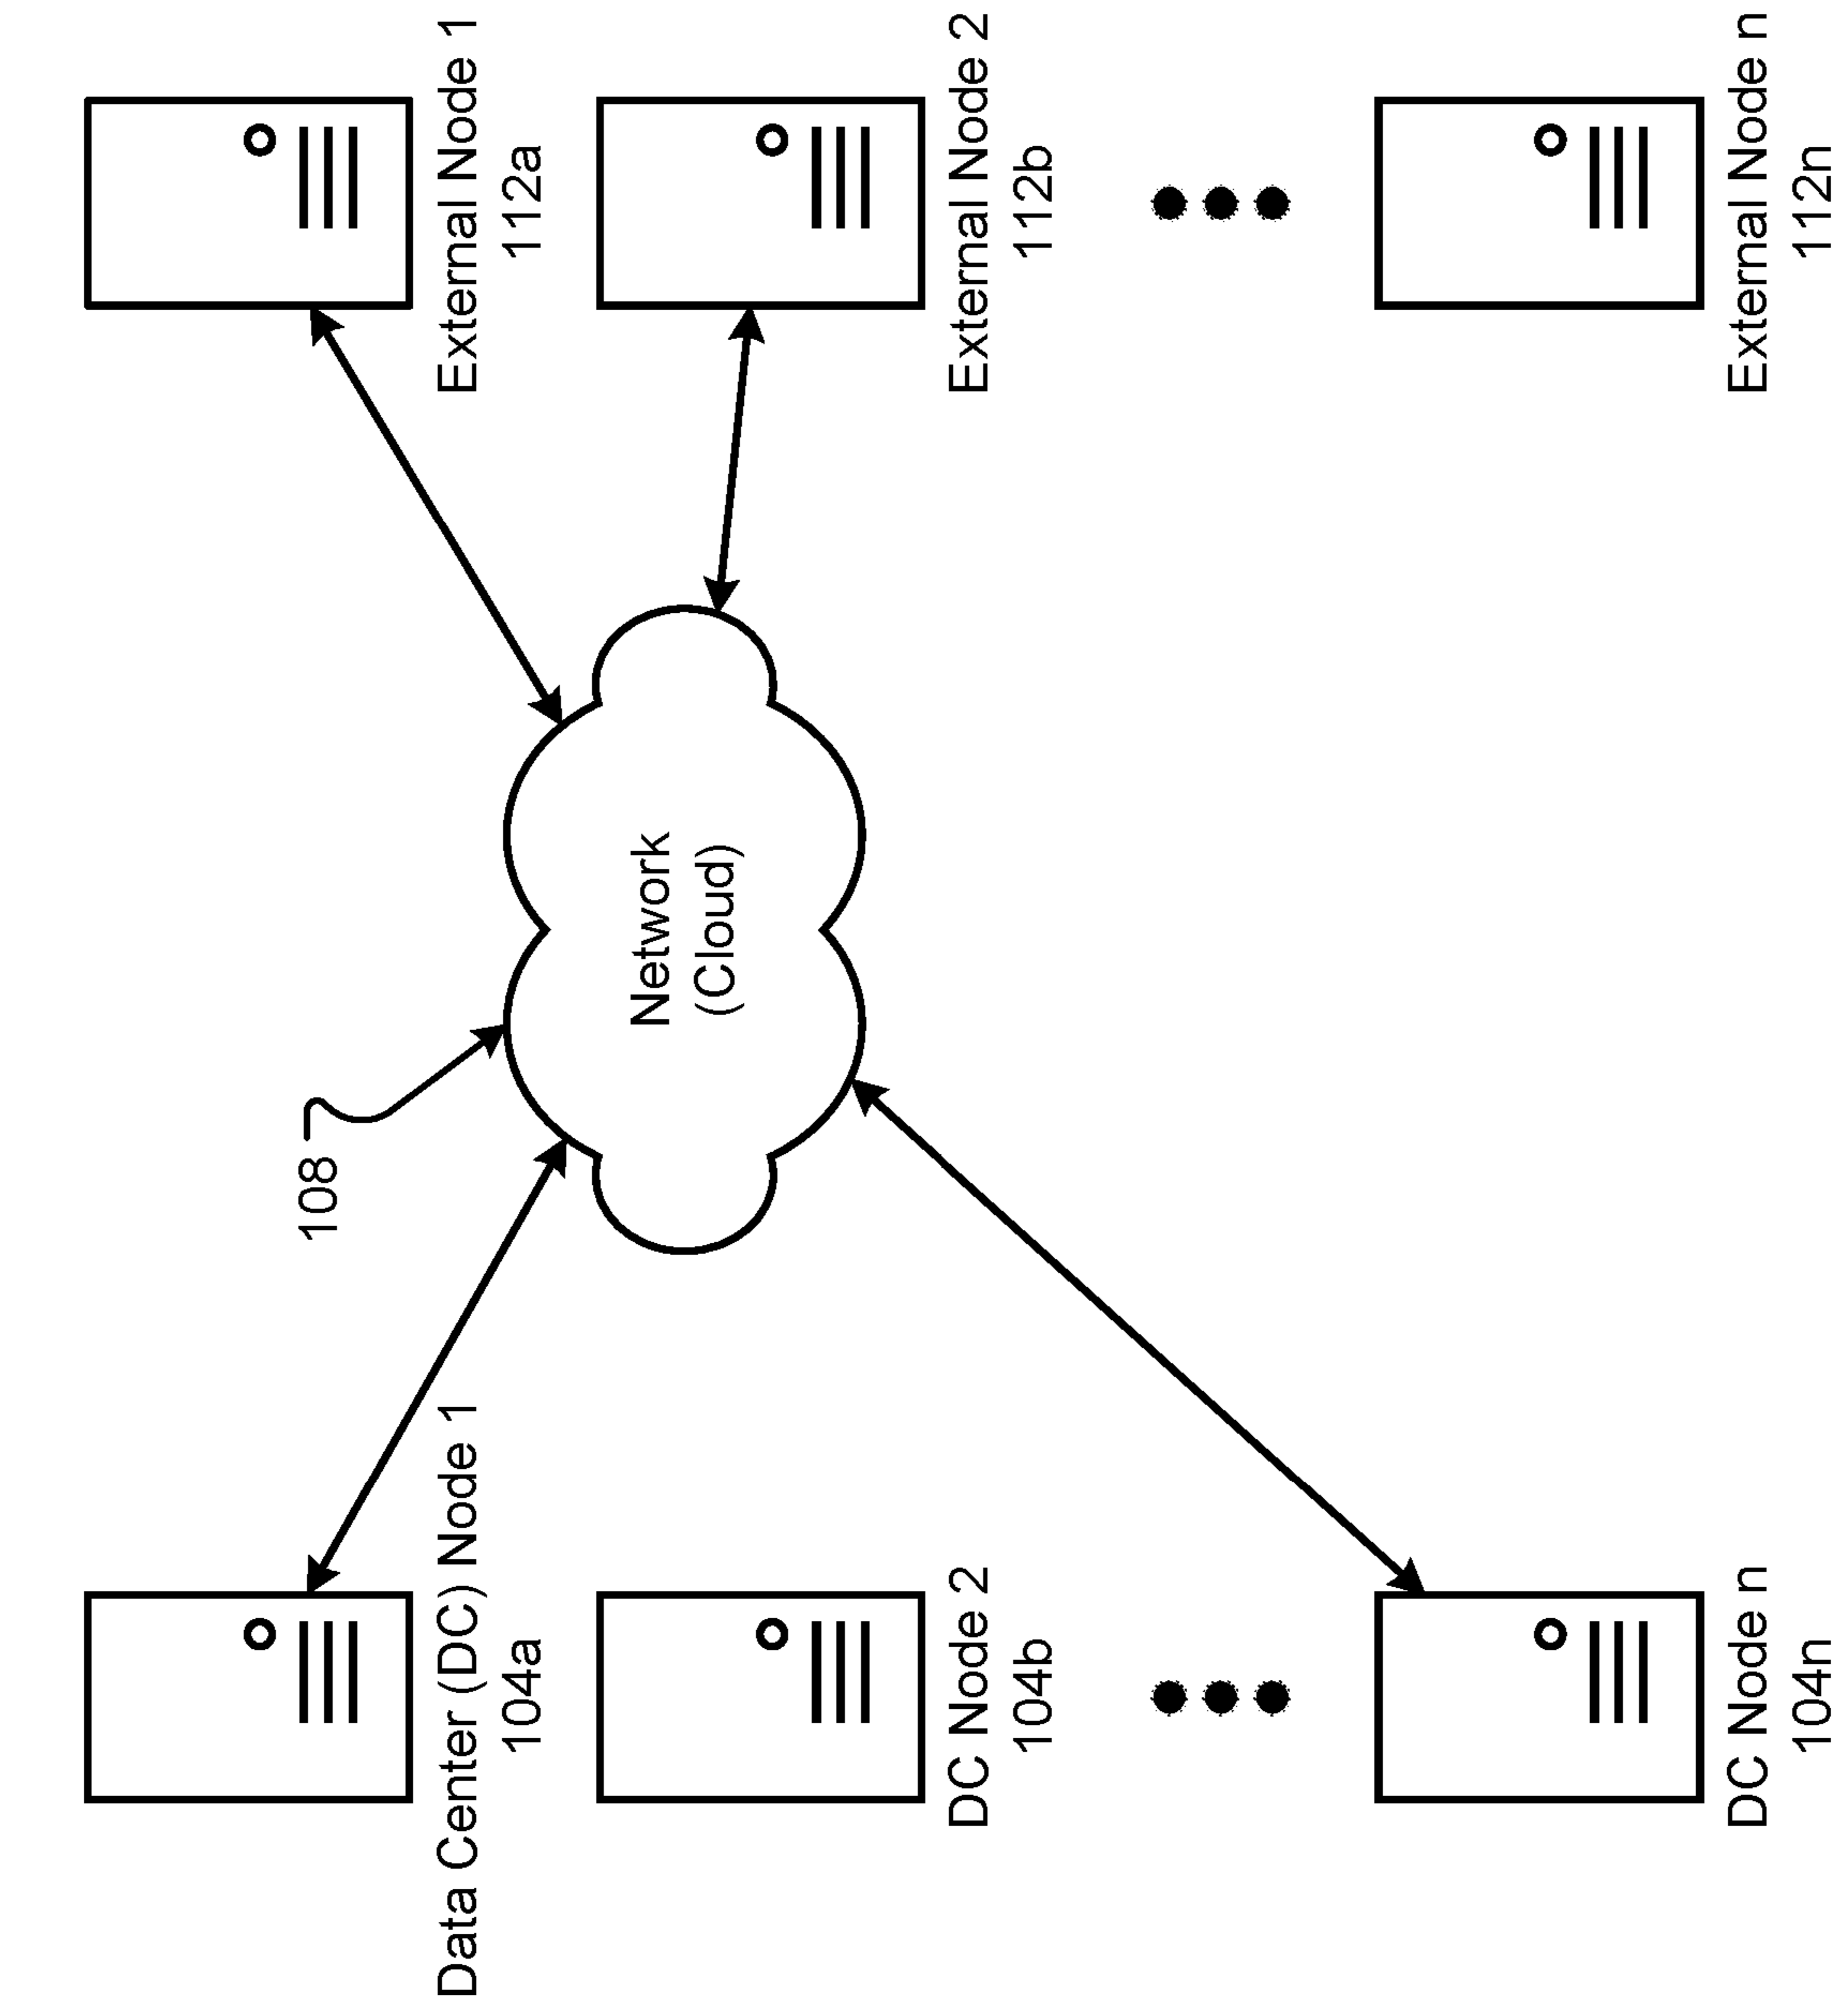 Data Center (DC) Node 1
104a
DC Node 2
104b
DC Node n
104n
108
Network
(Cloud)
External Node 1
112a
External Node 2
112b
External Node n
112n